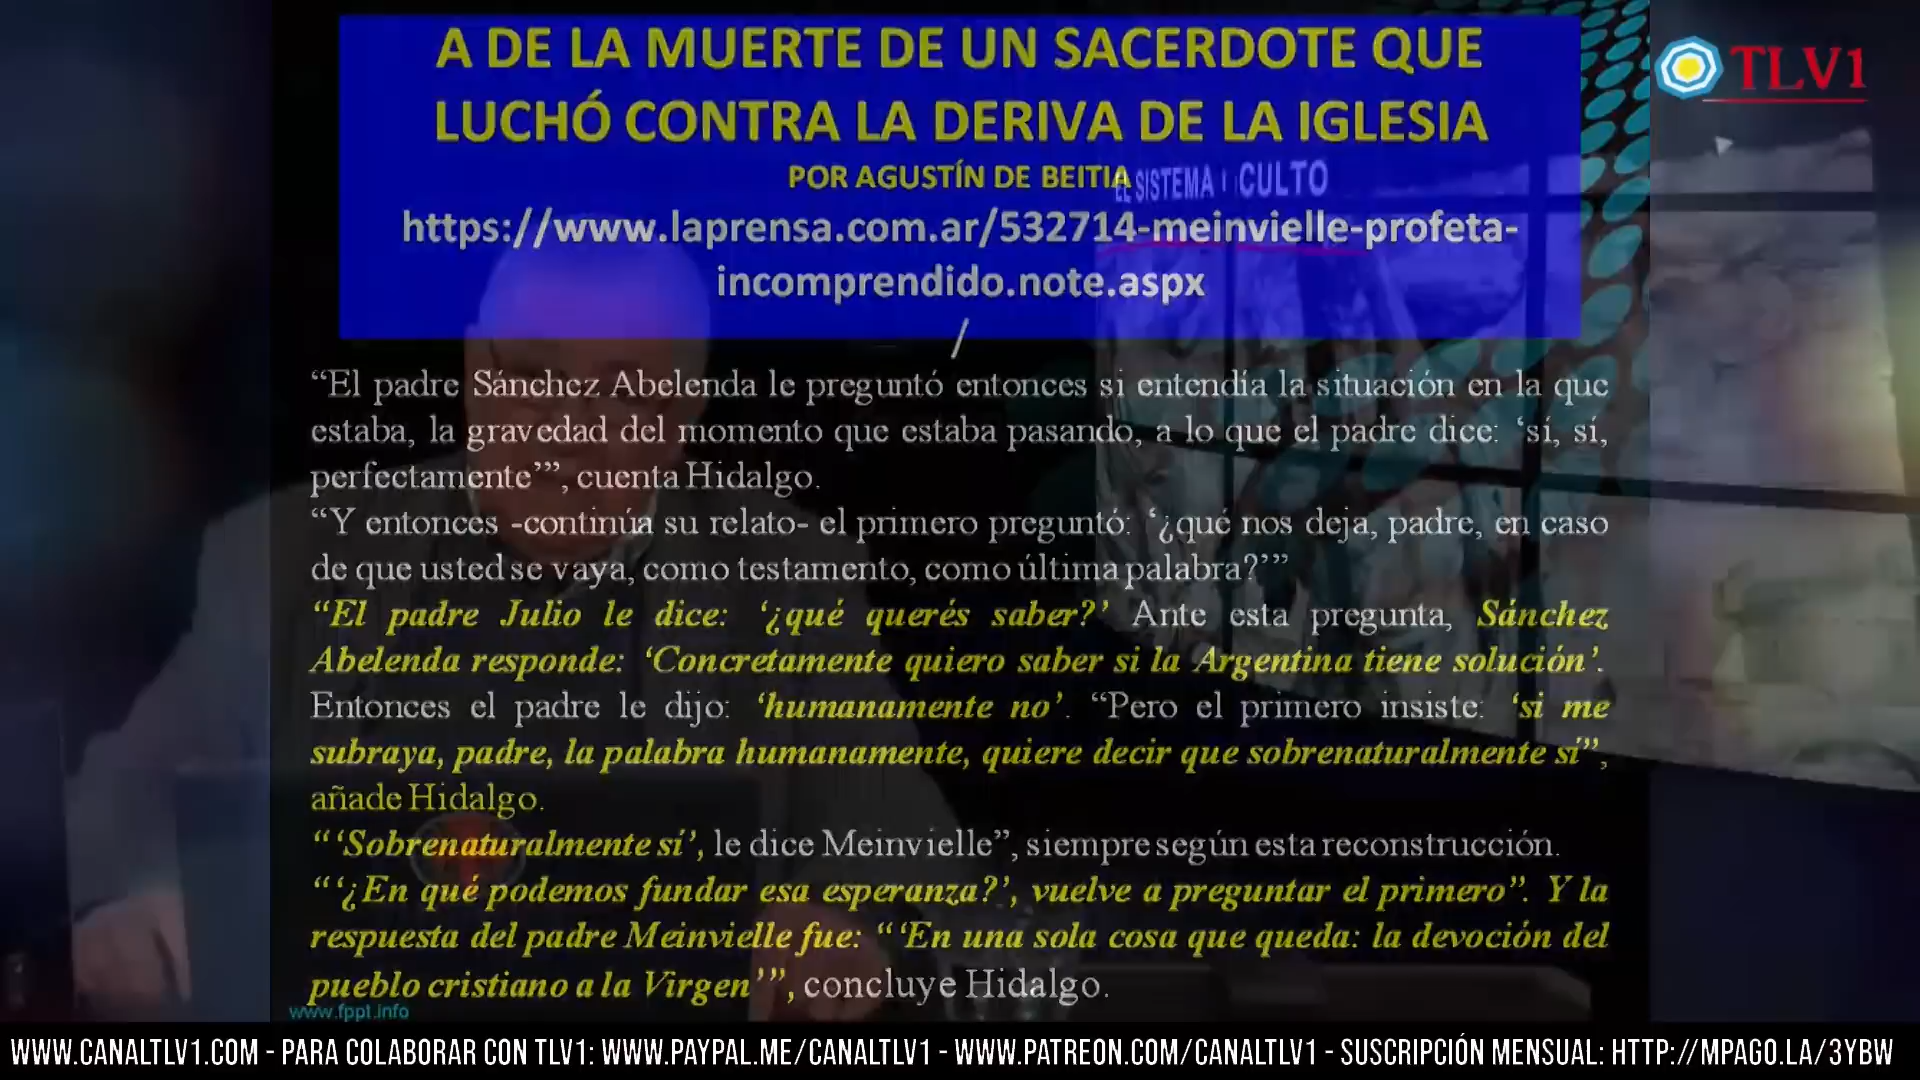 A DE LA MUERTE DE UN SACERDOTE QUE
LUCHÓ CONTRA LA DERIVA DE LA IGLESIA
POR AGUSTÍN DE BEITIA
EL SISTEMA OCULTO
https://www.laprensa.com.ar/532714-meinvielle-profeta-
incomprendido.note.aspx
/
TLV1
“El padre Sánchez Abelenda le preguntó entonces si entendía la situación en la que
estaba, la gravedad del momento que estaba pasando, a lo que el padre dice: ‘sí, sí,
perfectamente’”, cuenta Hidalgo.
“Y entonces -continúa su relato- el primero preguntó: ‘¿qué nos deja, padre, en caso
de que usted se vaya, como testamento, como última palabra?’”
“El padre Julio le dice: ‘¿qué querés saber?’ Ante esta pregunta, Sánchez
Abelenda responde: ‘Concretamente quiero saber si la Argentina tiene solución’.
Entonces el padre le dijo: ‘humanamente no’. “Pero el primero insiste: ‘si me
subraya, padre, la palabra humanamente, quiere decir que sobrenaturalmente sí”,
añade Hidalgo.
“‘Sobrenaturalmente sí’, le dice Meinvielle”, siempre según esta reconstrucción.
“‘¿En qué podemos fundar esa esperanza?’, vuelve a preguntar el primero”. Y la
respuesta del padre Meinvielle fue: “‘En una sola cosa que queda: la devoción del
pueblo cristiano a la Virgen’”, concluye Hidalgo.
www.fppt.info
WWW.CANALTLV1.COM - PARA COLABORAR CON TLV1: WWW.PAYPAL.ME/CANALTLV1 - WWW.PATREON.COM/CANALTLV1 - SUSCRIPCIÓN MENSUAL: HTTP://MPAGO.LA/3YBW